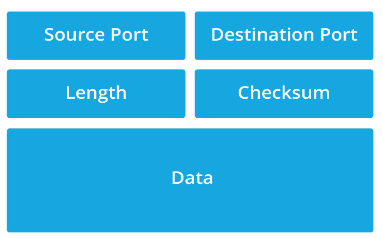 Source Port
Destination Port
Length
Checksum
Data